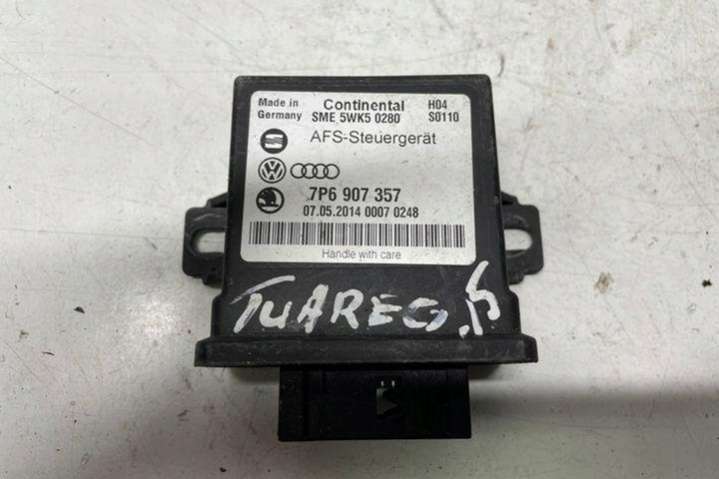 Made in Continental H04
Germany SME 5WK5 0280 S0110
AFS-Steuergerät
7P6 907 357
07.05.2014 0007 0248
Handle with care
TUAREG